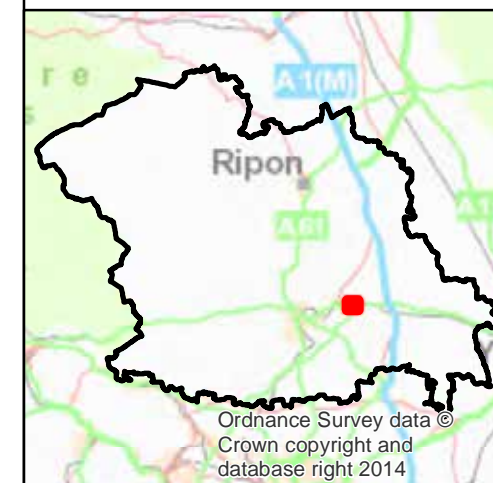 r e
s
A1(M)
Ripon
A61
A1
Ordnance Survey data ©
Crown copyright and
database right 2014